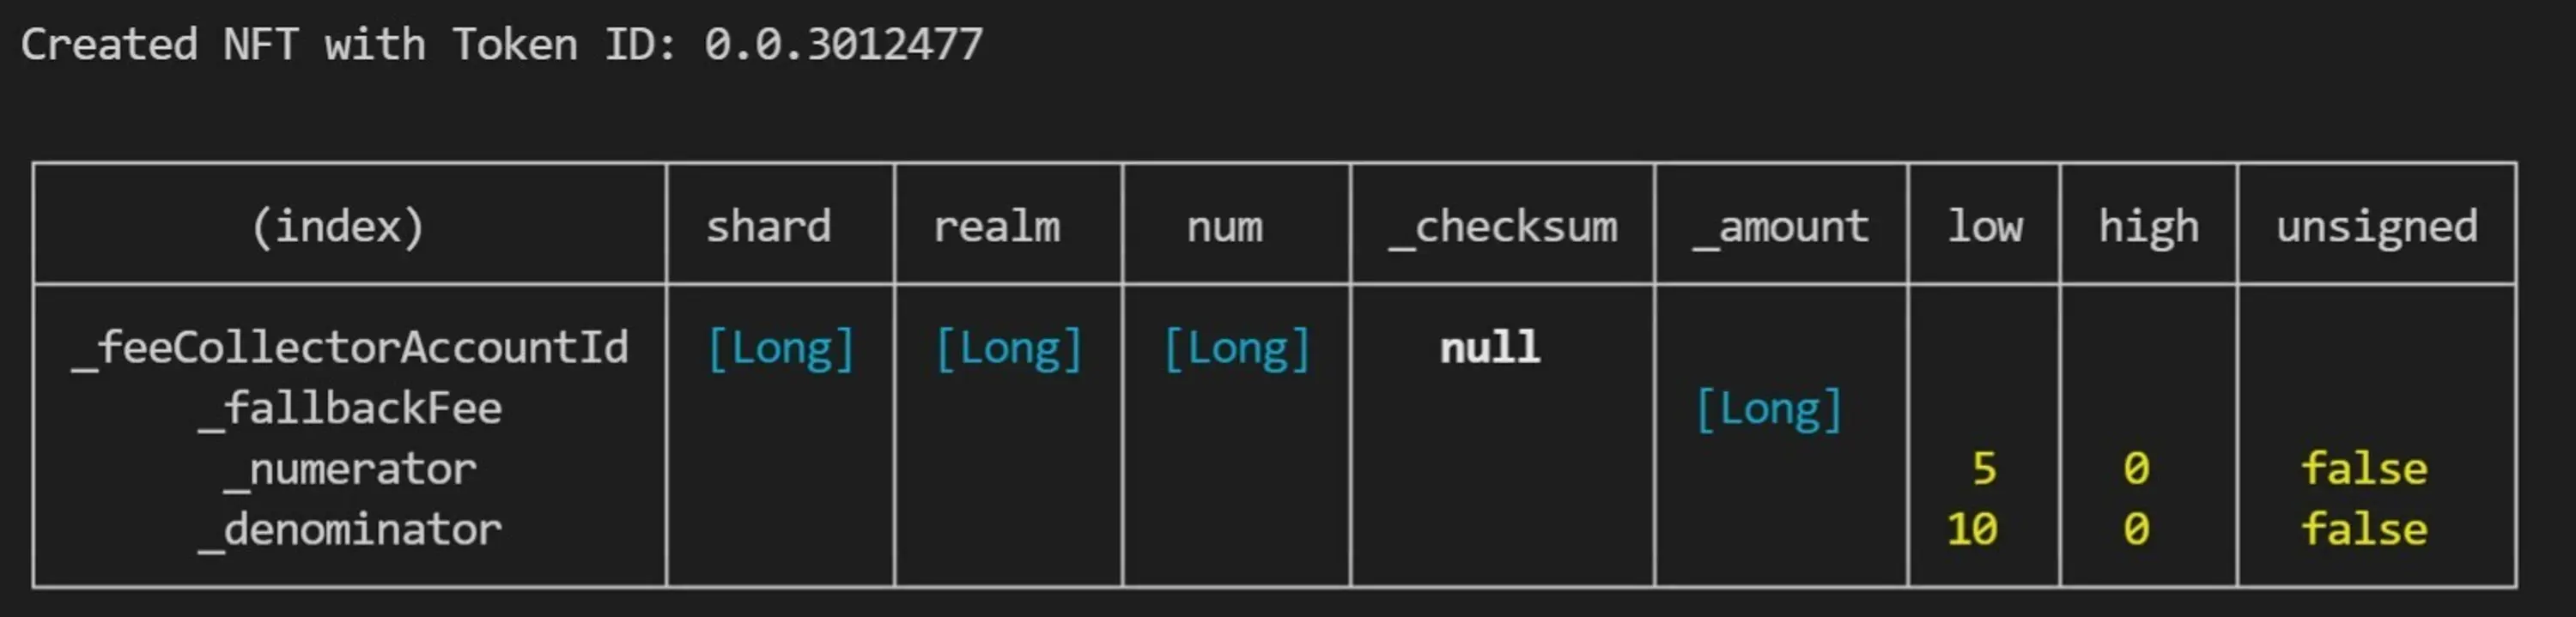 Created NFT with Token ID: 0.0.3012477
(index) shard realm num _checksum _amount low high unsigned
_feeCollectorAccountId [Long] [Long] [Long] null
_fallbackFee [Long]
_numerator 5 0 false
_denominator 10 0 false